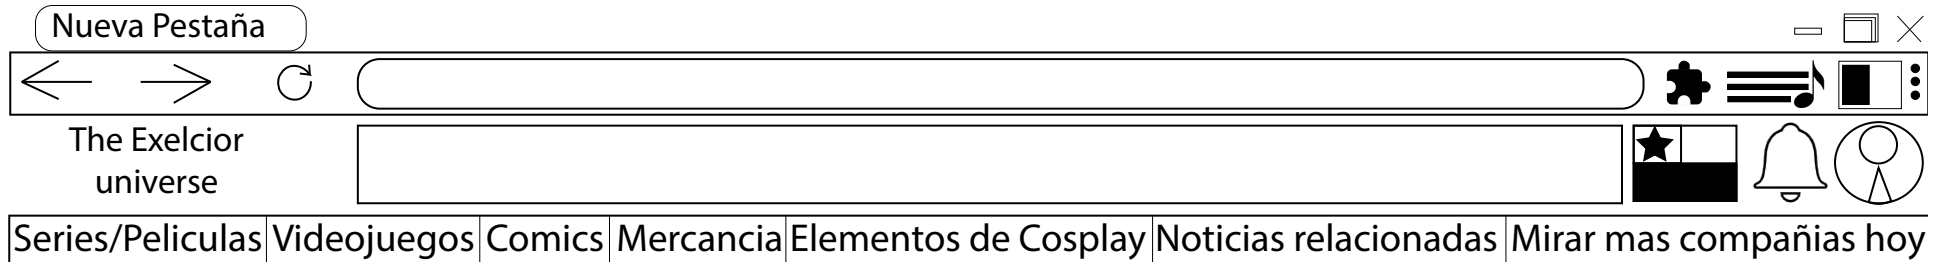 Nueva Pestaña
The Exelcior
universe
Series/Peliculas Videojuegos Comics Mercancia Elementos de Cosplay Noticias relacionadas Mirar mas compañias hoy